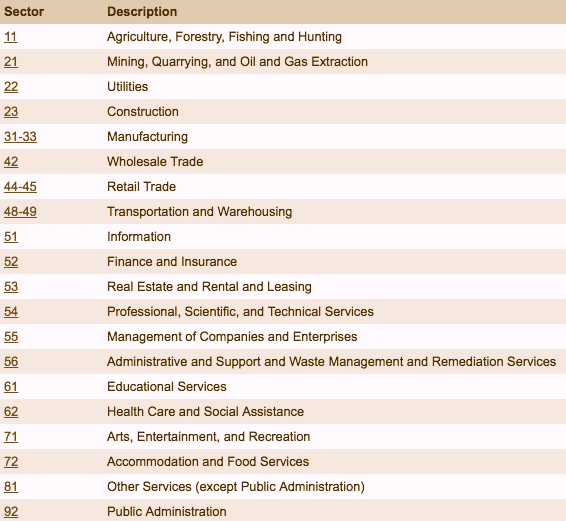 Sector Description
11 Agriculture, Forestry, Fishing and Hunting
21 Mining, Quarrying, and Oil and Gas Extraction
22 Utilities
23 Construction
31-33 Manufacturing
42 Wholesale Trade
44-45 Retail Trade
48-49 Transportation and Warehousing
51 Information
52 Finance and Insurance
53 Real Estate and Rental and Leasing
54 Professional, Scientific, and Technical Services
55 Management of Companies and Enterprises
56 Administrative and Support and Waste Management and Remediation Services
61 Educational Services
62 Health Care and Social Assistance
71 Arts, Entertainment, and Recreation
72 Accommodation and Food Services
81 Other Services (except Public Administration)
92 Public Administration